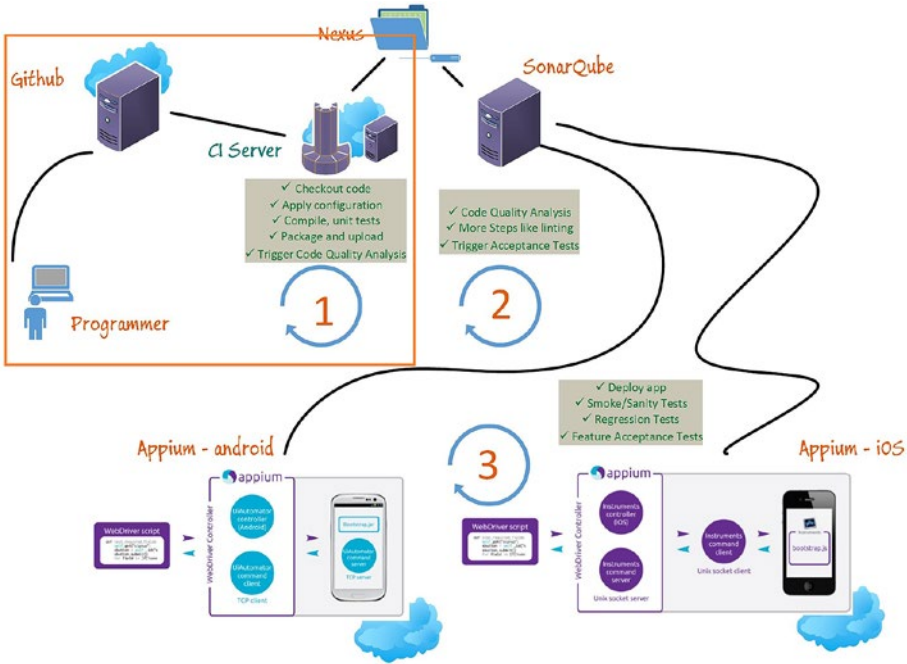 Nexus
Github
SonarQube
CI Server
✓ Checkout code
✓ Apply configuration
✓ Compile, unit tests
✓ Package and upload
✓ Trigger Code Quality Analysis
✓ Code Quality Analysis
✓ More Steps like linting
✓ Trigger Acceptance Tests
1
2
Programmer
✓ Deploy app
✓ Smoke/Sanity Tests
✓ Regression Tests
✓ Feature Acceptance Tests
3
Appium - android
appium
WebDriver script
WebDriver Controller
UiAutomator
controller
(Android)
UiAutomator
command
client
TCP client
Bootstrap.jar
UiAutomator
command
server
TCP server
Appium - iOS
appium
WebDriver script
WebDriver Controller
Instruments
controller
(iOS)
Instruments
command
server
Unix socket server
Instruments
command
client
Unix socket client
Instruments
bootstrap.js